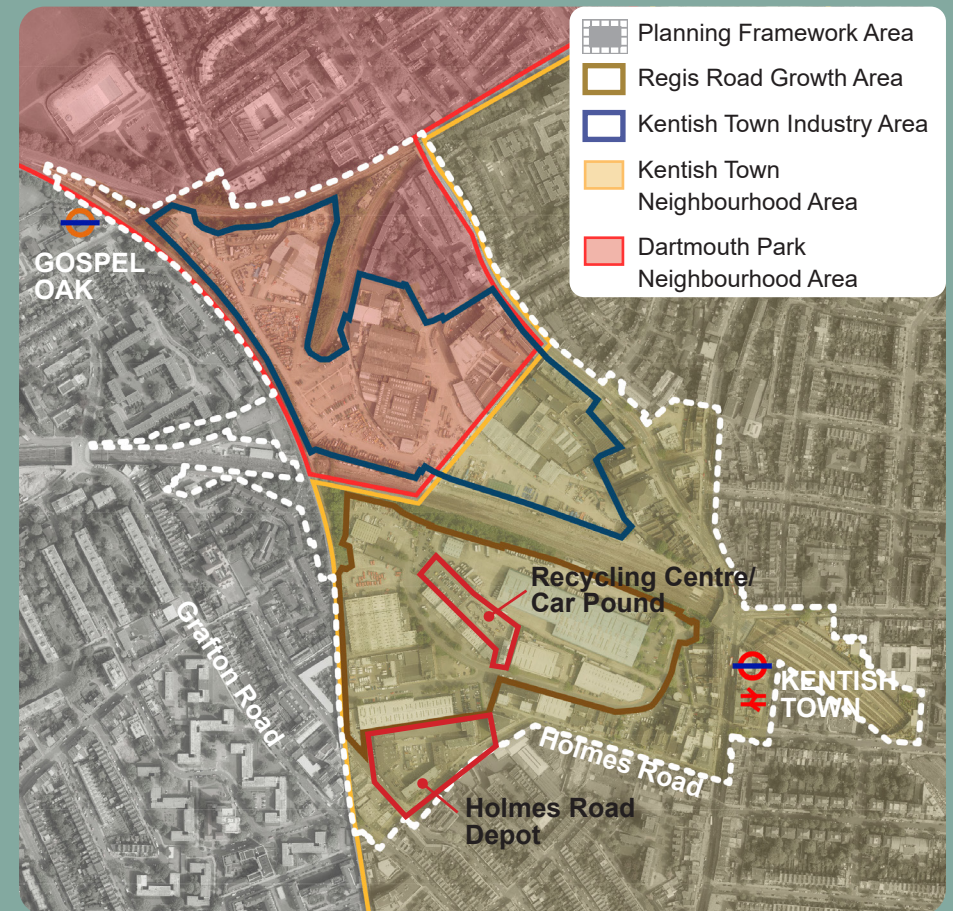 Planning Framework Area
Regis Road Growth Area
Kentish Town Industry Area
Kentish Town
Neighbourhood Area
Dartmouth Park
Neighbourhood Area
GOSPEL
OAK
Recycling Centre/
Car Pound
Grafton Road
KENTISH
TOWN
Holmes Road
Holmes Road
Depot